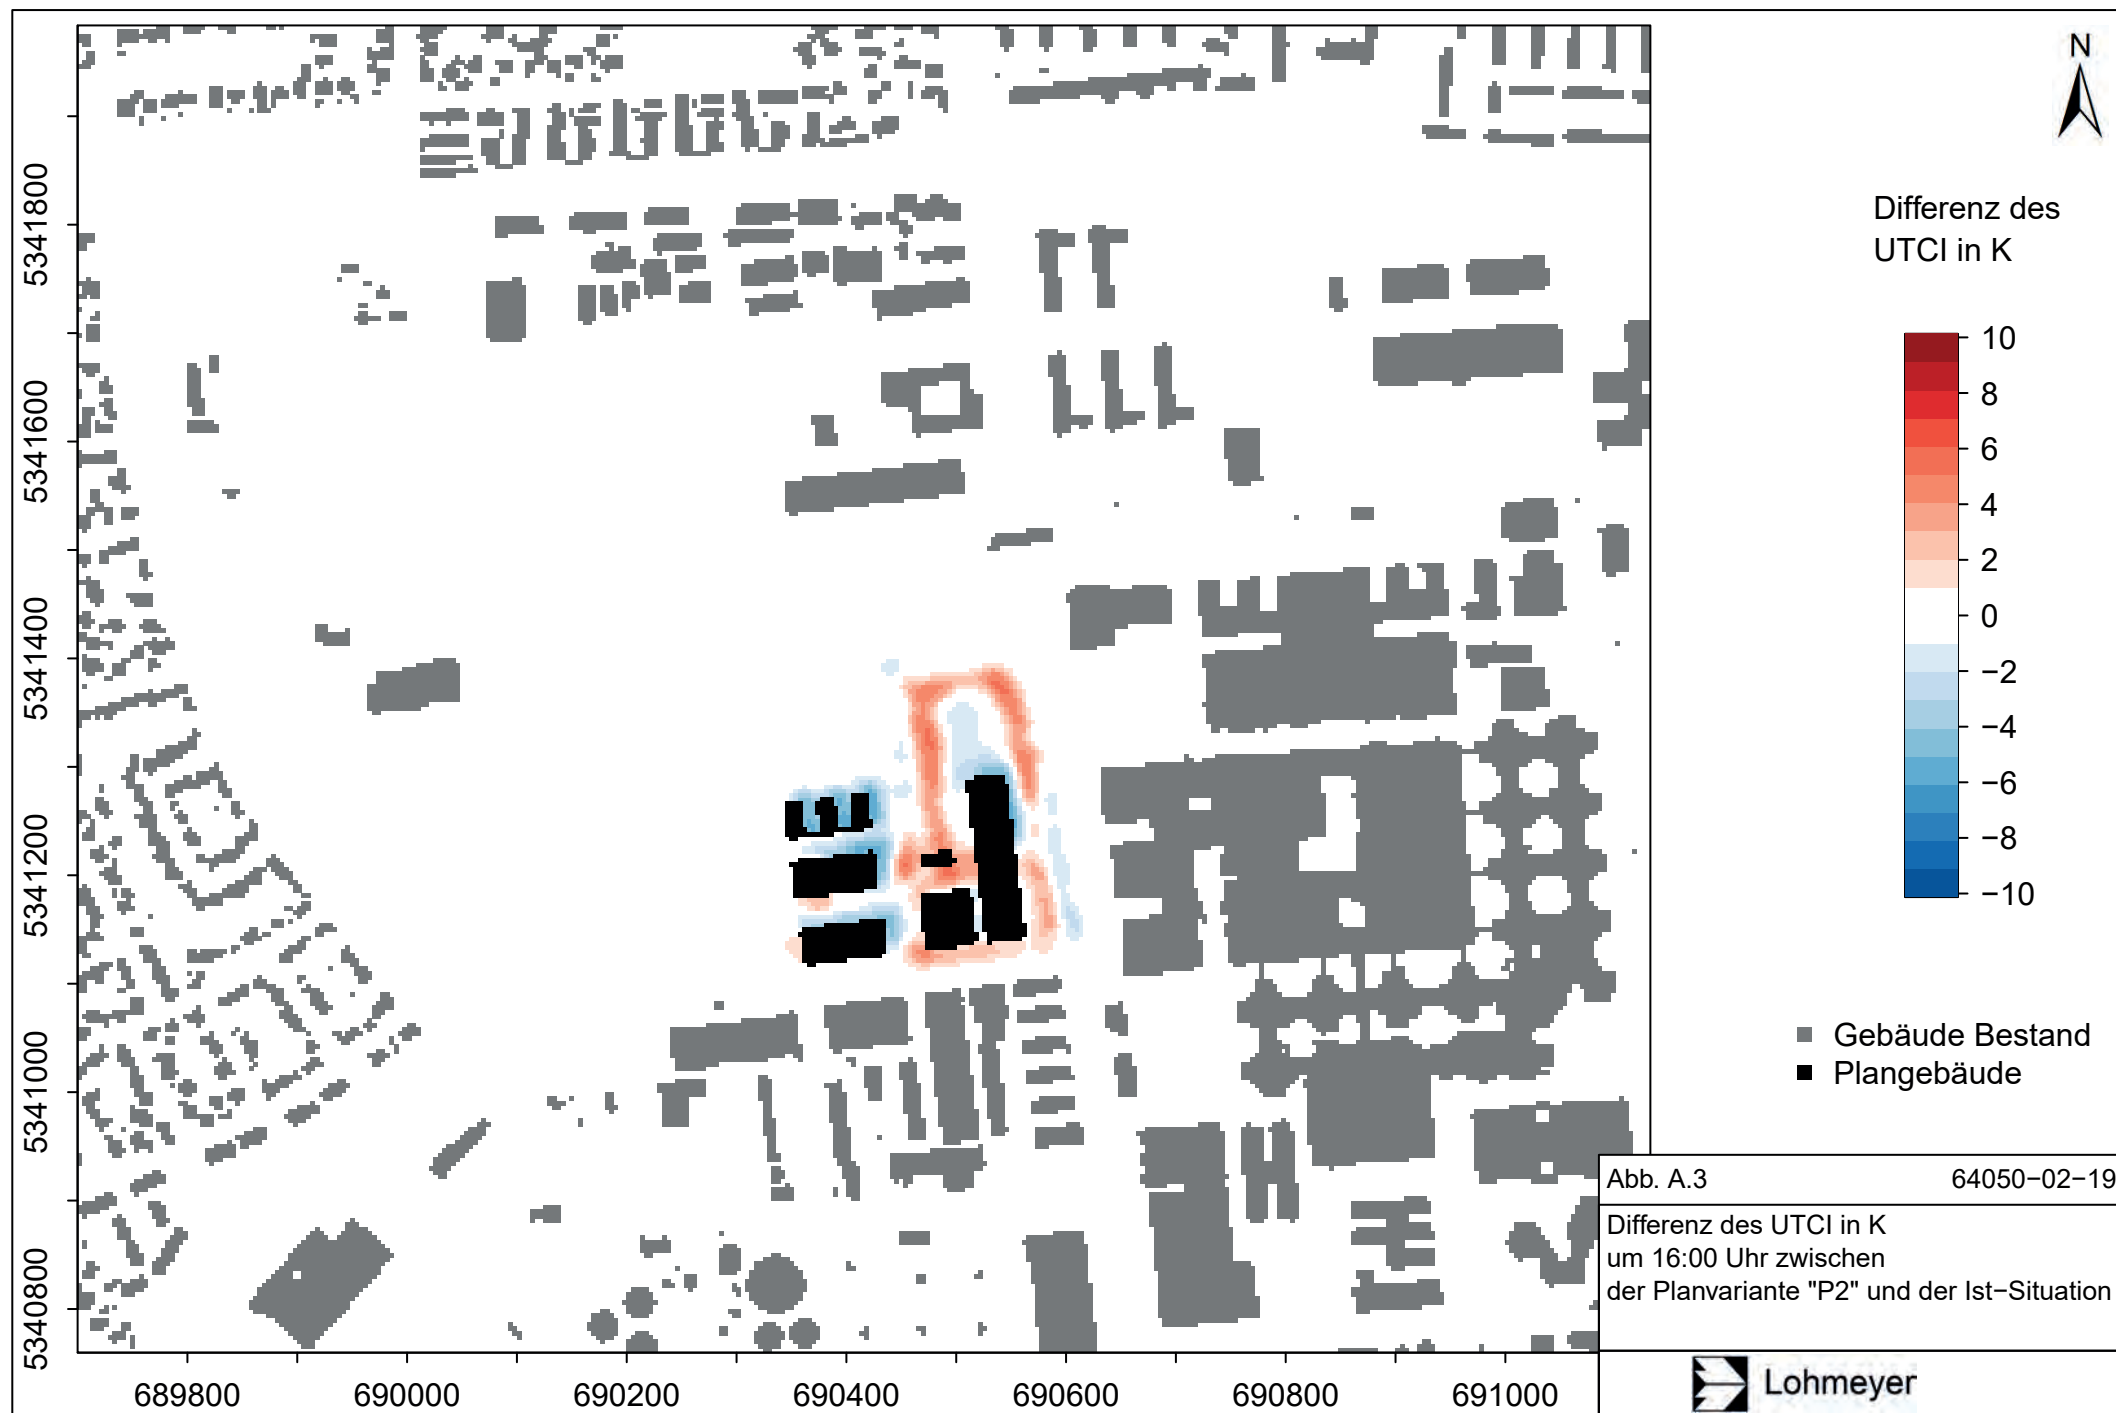 N
Differenz des
UTCI in K
10
8
6
4
2
0
−2
−4
−6
−8
−10
Gebäude Bestand
Plangebäude
5341800
5341600
5341400
5341200
5341000
5340800
689800 690000 690200 690400 690600 690800 691000
Abb. A.3 64050−02−19
Differenz des UTCI in K
um 16:00 Uhr zwischen
der Planvariante "P2" und der Ist−Situation
Lohmeyer